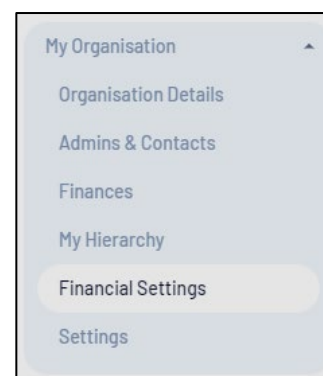 My Organisation
Organisation Details
Admins & Contacts
Finances
My Hierarchy
Financial Settings
Settings